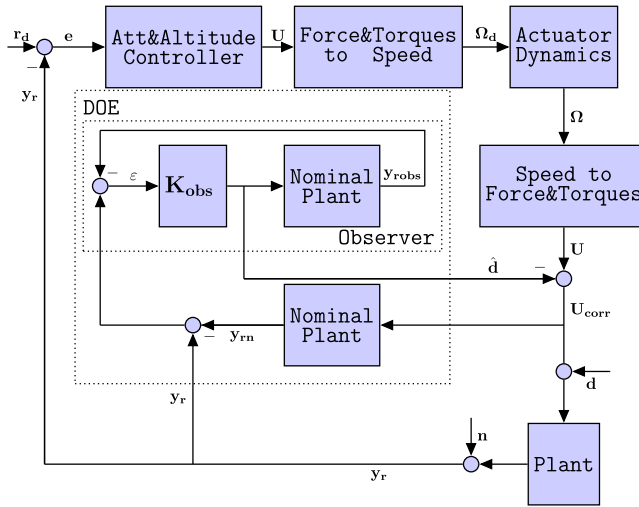 r_d
e
Att&Altitude
Controller
U
Force&Torques
to Speed
Ω_d
Actuator
Dynamics
−
y_r
DOE
Ω
− ε
K_obs
Nominal
Plant
y_robs
Speed to
Force&Torques
Observer
U
d̂
−
Nominal
Plant
U_corr
−
y_rn
d
y_r
n
y_r
Plant